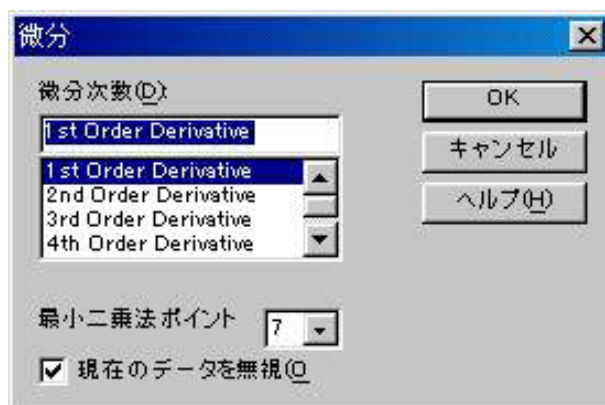 微分
微分次数(D):
1st Order Derivative
1st Order Derivative
2nd Order Derivative
3rd Order Derivative
4th Order Derivative
OK
キャンセル
ヘルプ(H)
最小二乗法ポイント 7
現在のデータを無視(O